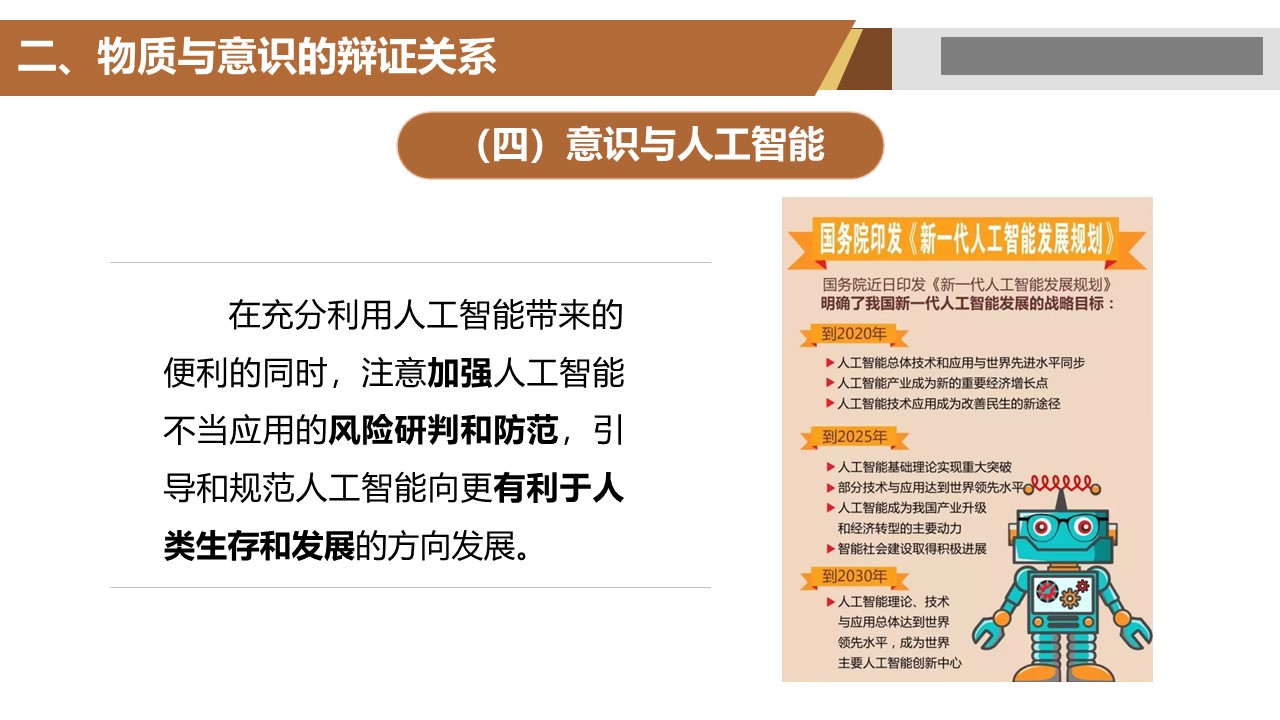 二、物质与意识的辩证关系
（四）意识与人工智能
在充分利用人工智能带来的
便利的同时，注意加强人工智能
不当应用的风险研判和防范，引
导和规范人工智能向更有利于人
类生存和发展的方向发展。
国务院印发《新一代人工智能发展规划》
国务院近日印发《新一代人工智能发展规划》
明确了我国新一代人工智能发展的战略目标：
到2020年
▶人工智能总体技术和应用与世界先进水平同步
▶人工智能产业成为新的重要经济增长点
▶人工智能技术应用成为改善民生的新途径
到2025年
▶人工智能基础理论实现重大突破
▶部分技术与应用达到世界领先水平
▶人工智能成为我国产业升级
和经济转型的主要动力
▶智能社会建设取得积极进展
到2030年
▶人工智能理论、技术
与应用总体达到世界
领先水平，成为世界
主要人工智能创新中心